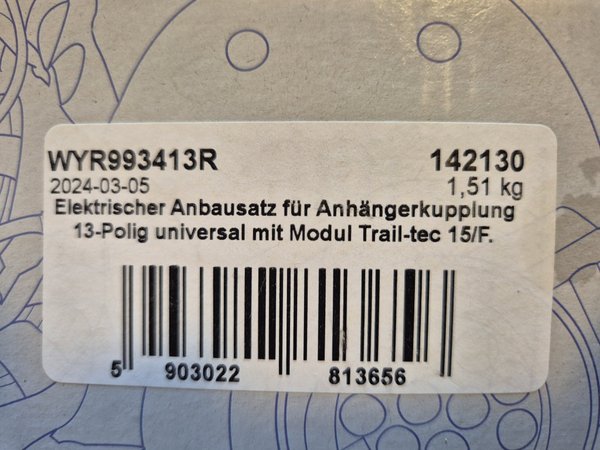 WYR993413R 142130
2024-03-05 1,51 kg
Elektrischer Anbausatz für Anhängerkupplung
13-Polig universal mit Modul Trail-tec 15/F.
5 903022 813656